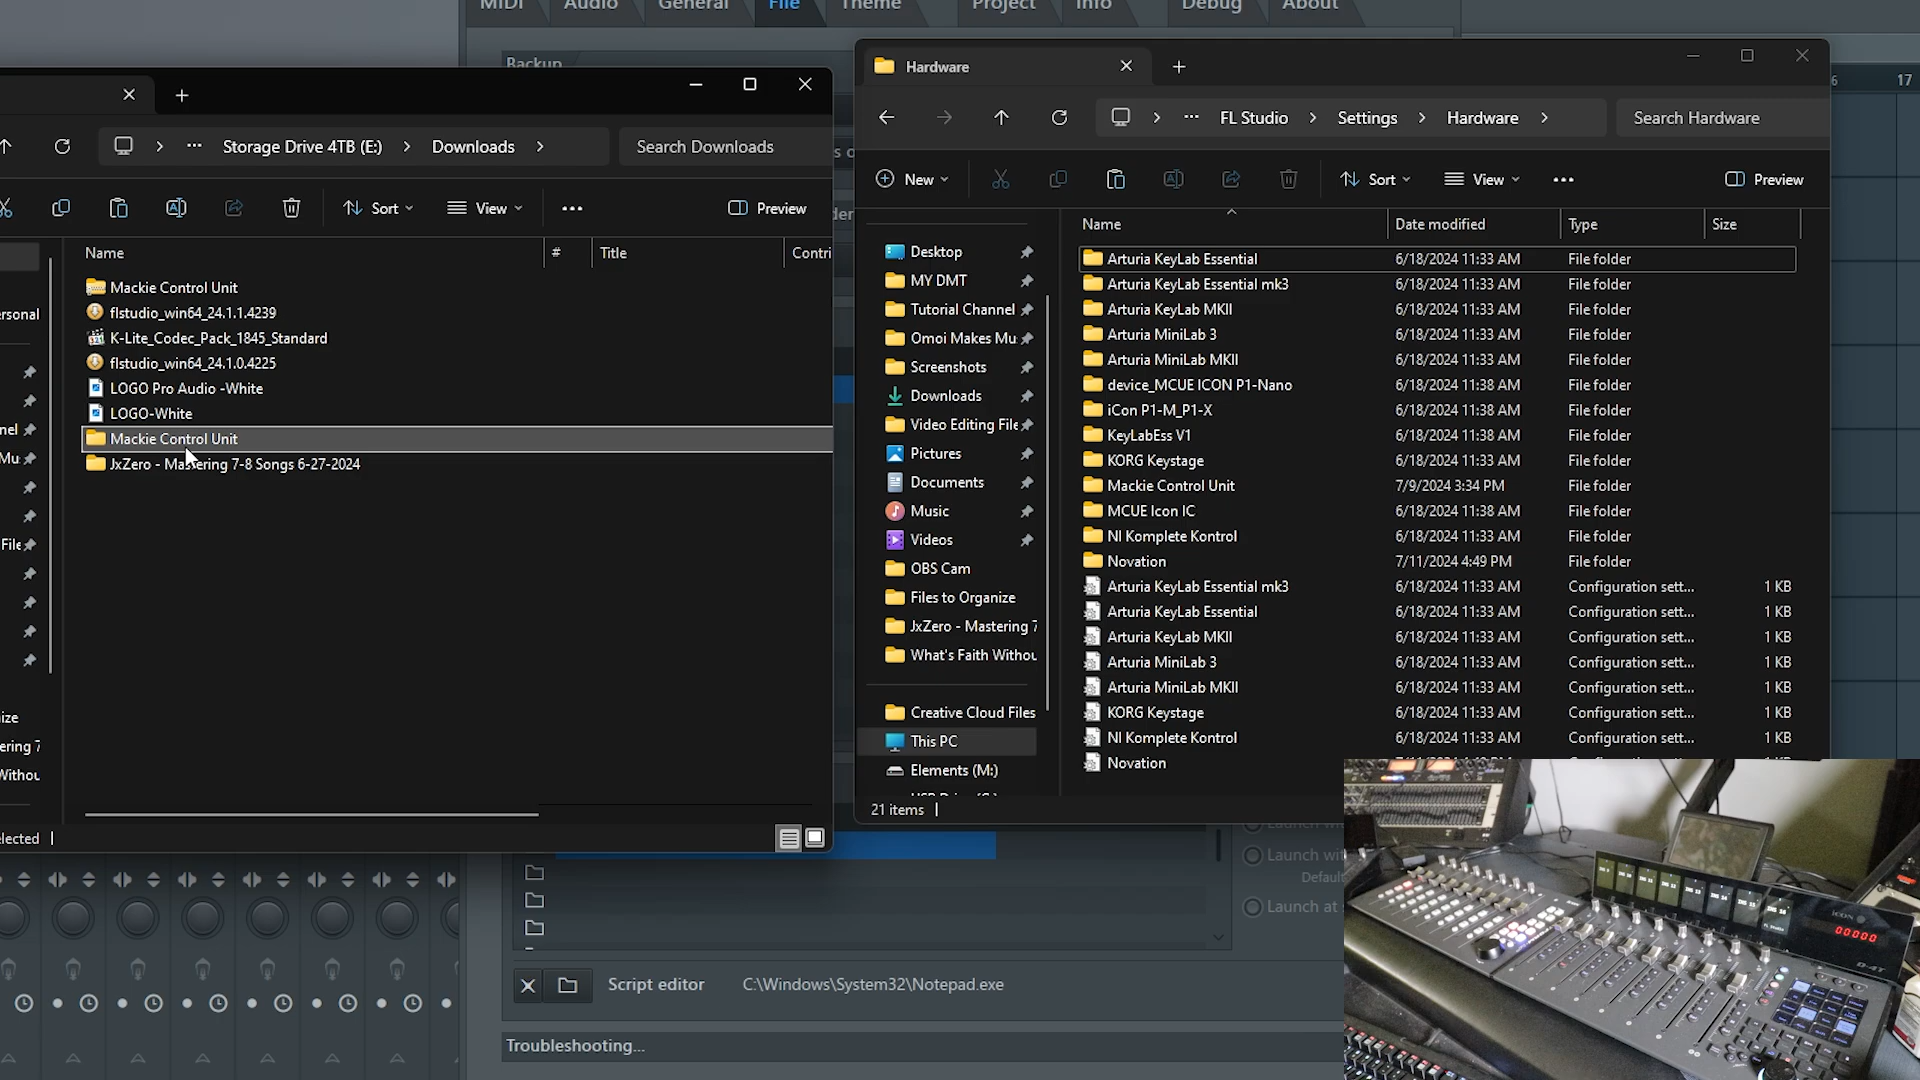 MIDI Audio General File Theme Project Info Debug About
Backup
Storage Drive 4TB (E:) Downloads Search Downloads
Sort View Preview
Name # Title Contri
Mackie Control Unit
flstudio_win64_24.1.1.4239
K-Lite_Codec_Pack_1845_Standard
flstudio_win64_24.1.0.4225
LOGO Pro Audio -White
LOGO-White
Mackie Control Unit
JxZero - Mastering 7-8 Songs 6-27-2024
Hardware
FL Studio Settings Hardware Search Hardware
New Sort View Preview
Desktop
MY DMT
Tutorial Channel
Omoi Makes Mu
Screenshots
Downloads
Video Editing File
Pictures
Documents
Music
Videos
OBS Cam
Files to Organize
JxZero - Mastering 7
What's Faith Withou
Creative Cloud Files
This PC
Elements (M:)
Name Date modified Type Size
Arturia KeyLab Essential 6/18/2024 11:33 AM File folder
Arturia KeyLab Essential mk3 6/18/2024 11:33 AM File folder
Arturia KeyLab MKII 6/18/2024 11:33 AM File folder
Arturia MiniLab 3 6/18/2024 11:33 AM File folder
Arturia MiniLab MKII 6/18/2024 11:33 AM File folder
device_MCUE ICON P1-Nano 6/18/2024 11:38 AM File folder
iCon P1-M_P1-X 6/18/2024 11:38 AM File folder
KeyLabEss V1 6/18/2024 11:38 AM File folder
KORG Keystage 6/18/2024 11:33 AM File folder
Mackie Control Unit 7/9/2024 3:34 PM File folder
MCUE Icon IC 6/18/2024 11:38 AM File folder
NI Komplete Kontrol 6/18/2024 11:33 AM File folder
Novation 7/11/2024 4:49 PM File folder
Arturia KeyLab Essential mk3 6/18/2024 11:33 AM Configuration sett... 1 KB
Arturia KeyLab Essential 6/18/2024 11:33 AM Configuration sett... 1 KB
Arturia KeyLab MKII 6/18/2024 11:33 AM Configuration sett... 1 KB
Arturia MiniLab 3 6/18/2024 11:33 AM Configuration sett... 1 KB
Arturia MiniLab MKII 6/18/2024 11:33 AM Configuration sett... 1 KB
KORG Keystage 6/18/2024 11:33 AM Configuration sett... 1 KB
NI Komplete Kontrol 6/18/2024 11:33 AM Configuration sett... 1 KB
Novation
21 items
ersonal
nel
Mu
File
ize
ering 7
Withou
elected
17
Launch wit
Default
Launch at
Script editor C:\Windows\System32\Notepad.exe
Troubleshooting...
iCON
00000
D4T